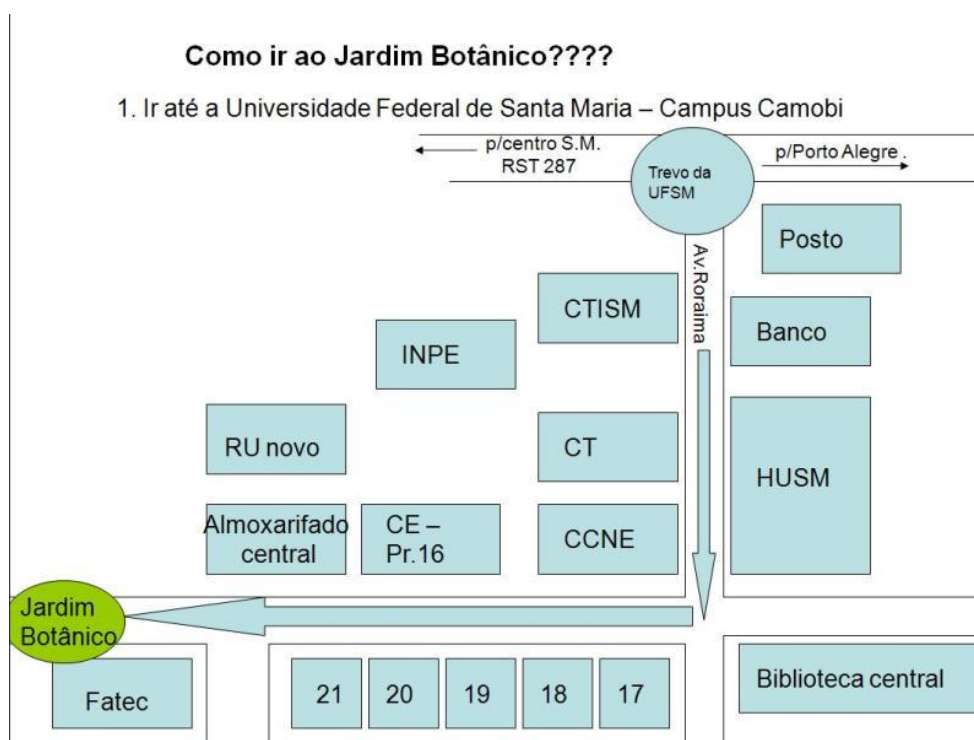 Como ir ao Jardim Botânico????
1. Ir até a Universidade Federal de Santa Maria – Campus Camobi
p/centro S.M.
RST 287
Trevo da
UFSM
p/Porto Alegre .
Posto
Av.Roraima
CTISM
Banco
INPE
RU novo
CT
HUSM
Almoxarifado
central
CE –
Pr.16
CCNE
Jardim
Botânico
Fatec
21
20
19
18
17
Biblioteca central